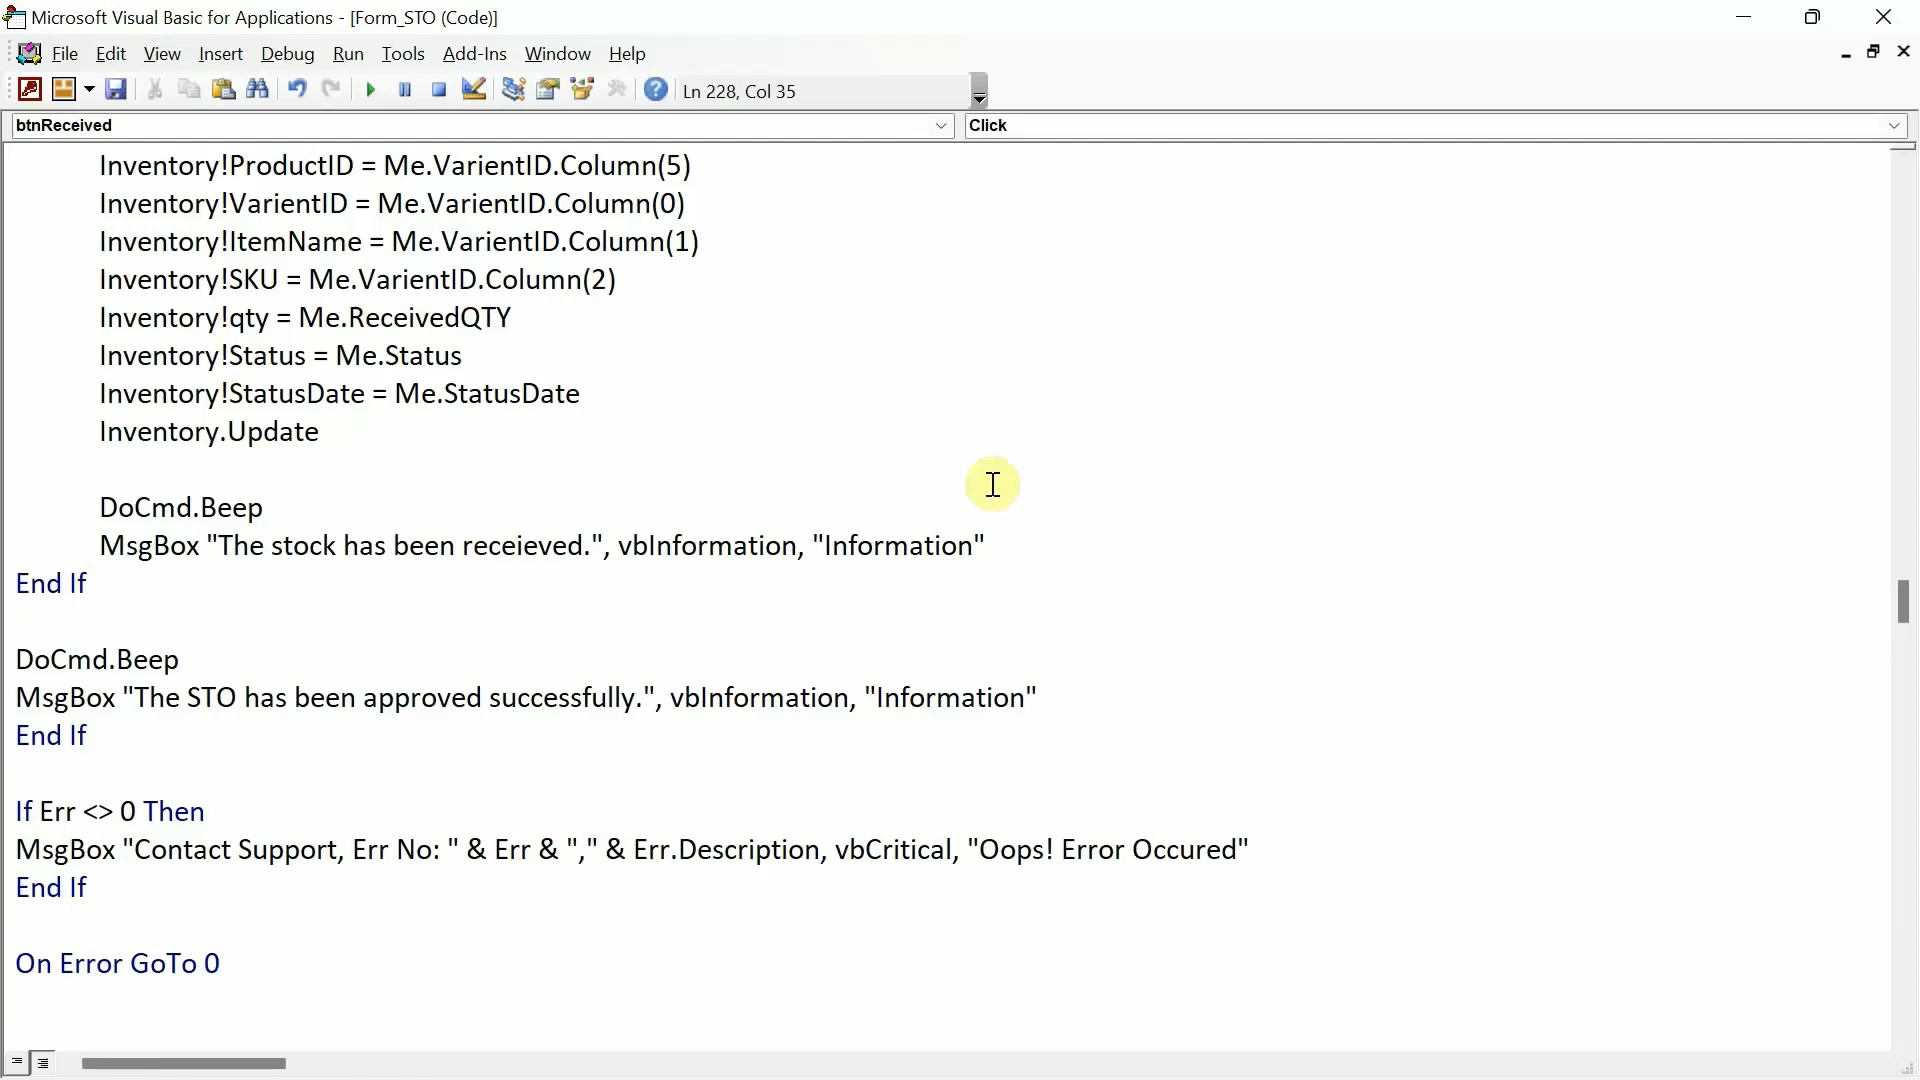 Microsoft Visual Basic for Applications - [Form_STO (Code)]
File Edit View Insert Debug Run Tools Add-Ins Window Help
Ln 228, Col 35
btnReceived Click
Inventory!ProductID = Me.VarientID.Column(5)
Inventory!VarientID = Me.VarientID.Column(0)
Inventory!ItemName = Me.VarientID.Column(1)
Inventory!SKU = Me.VarientID.Column(2)
Inventory!qty = Me.ReceivedQTY
Inventory!Status = Me.Status
Inventory!StatusDate = Me.StatusDate
Inventory.Update
DoCmd.Beep
MsgBox "The stock has been receieved.", vbInformation, "Information"
End If
DoCmd.Beep
MsgBox "The STO has been approved successfully.", vbInformation, "Information"
End If
If Err <> 0 Then
MsgBox "Contact Support, Err No: " & Err & "," & Err.Description, vbCritical, "Oops! Error Occured"
End If
On Error GoTo 0